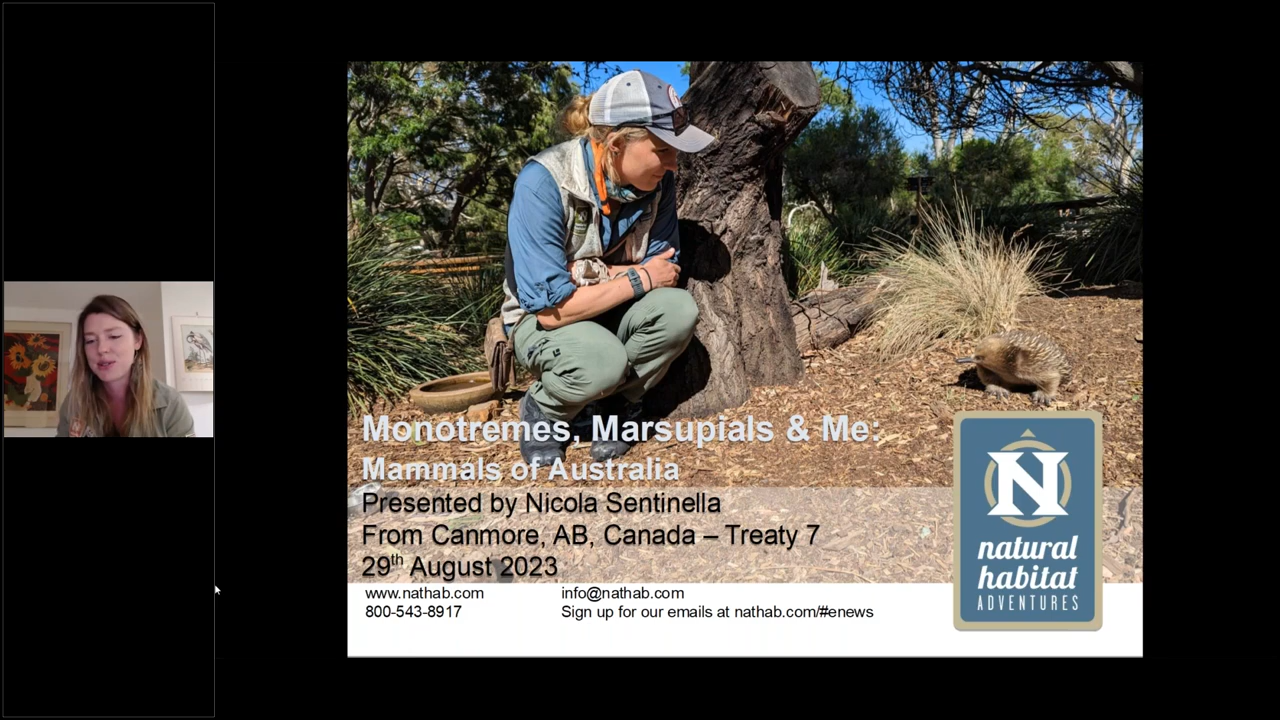 Monotremes, Marsupials & Me:
Mammals of Australia
Presented by Nicola Sentinella
From Canmore, AB, Canada – Treaty 7
29th August 2023
www.nathab.com
info@nathab.com
800-543-8917
Sign up for our emails at nathab.com/#enews
N
natural
habitat
ADVENTURES